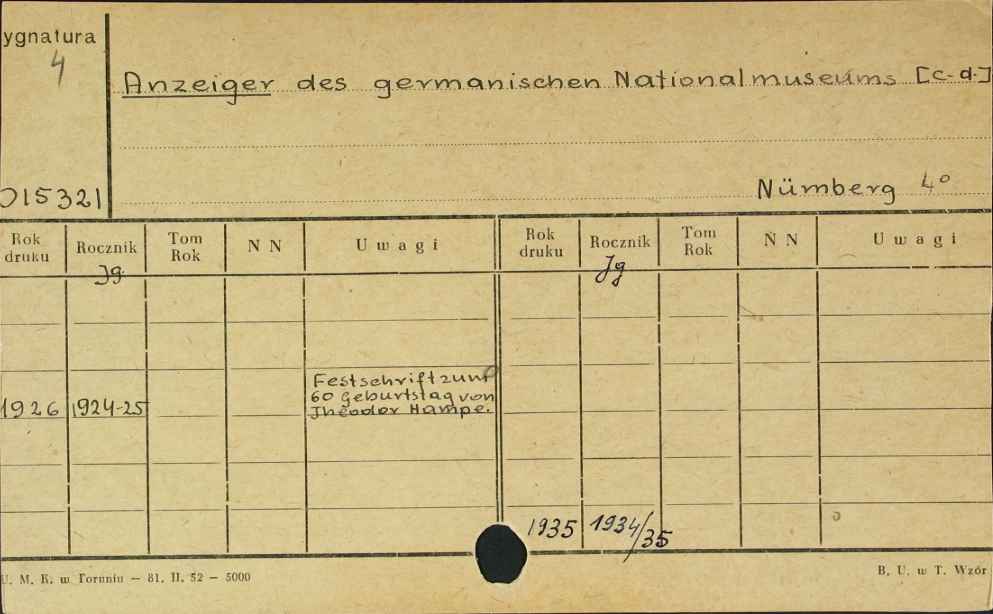 ygnatura
4
Anzeiger des germanischen Nationalmuseums [c.d.]
015321
Nürnberg 4°
Rok druku Rocznik Tom Rok N N Uwagi Rok druku Rocznik Tom Rok N N Uwagi
Jg Jg
Festschrift zum
60 Geburtstag von
1926 1924-25 Theodor Hampe.
1935 1934/35
U. M. K. w Toruniu — 81. II. 52 — 5000
B. U. w T. Wzór